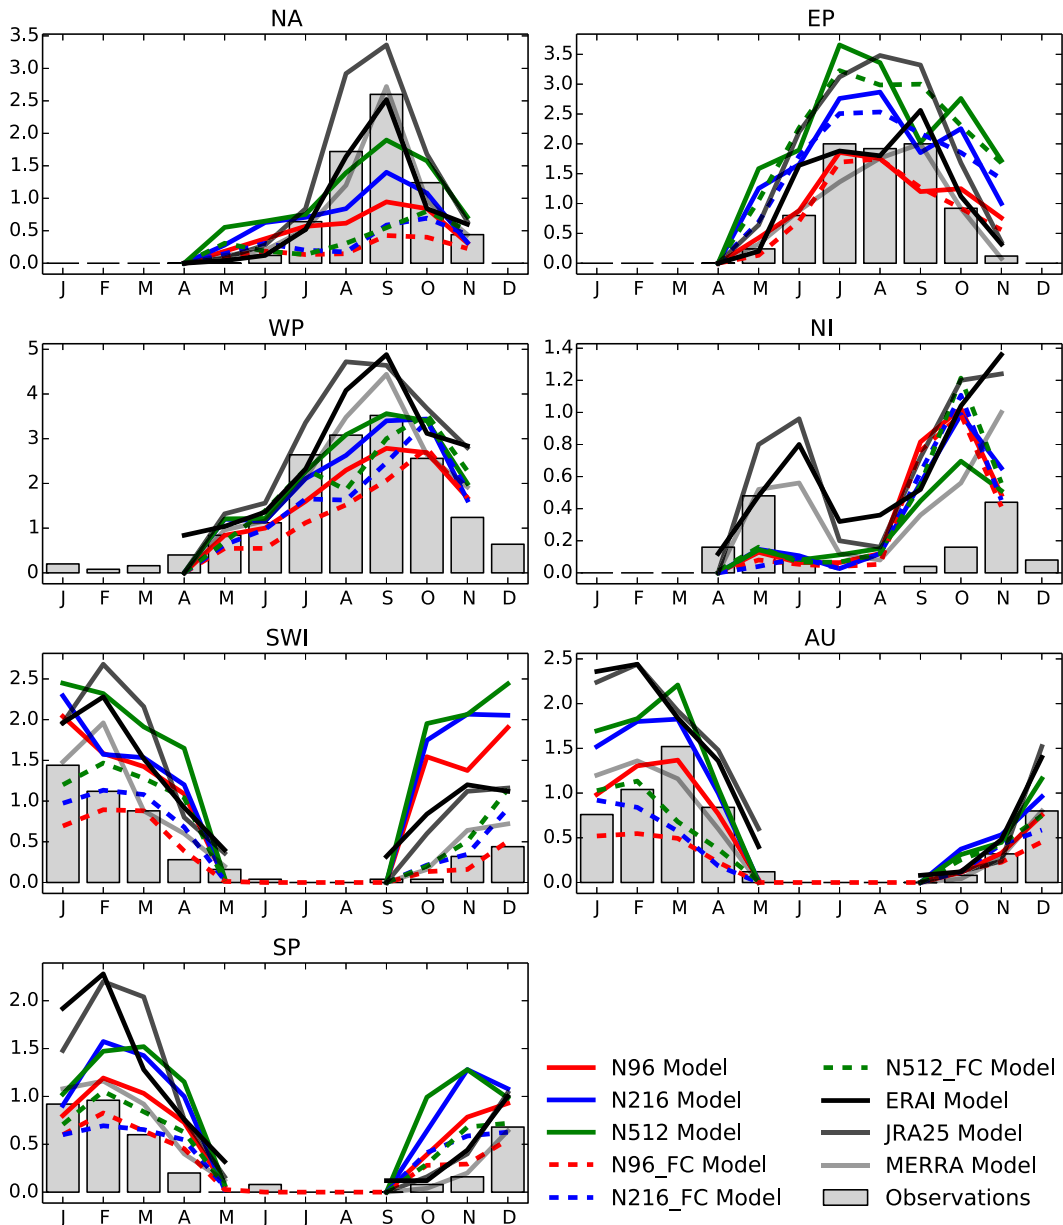 NA
3.5
3.0
2.5
2.0
1.5
1.0
0.5
0.0
J F M A M J J A S O N D
EP
3.5
3.0
2.5
2.0
1.5
1.0
0.5
0.0
J F M A M J J A S O N D
WP
5
4
3
2
1
0
J F M A M J J A S O N D
NI
1.4
1.2
1.0
0.8
0.6
0.4
0.2
0.0
J F M A M J J A S O N D
SWI
2.5
2.0
1.5
1.0
0.5
0.0
J F M A M J J A S O N D
AU
2.5
2.0
1.5
1.0
0.5
0.0
J F M A M J J A S O N D
SP
2.0
1.5
1.0
0.5
0.0
J F M A M J J A S O N D
N96 Model
N216 Model
N512 Model
N96_FC Model
N216_FC Model
N512_FC Model
ERAI Model
JRA25 Model
MERRA Model
Observations